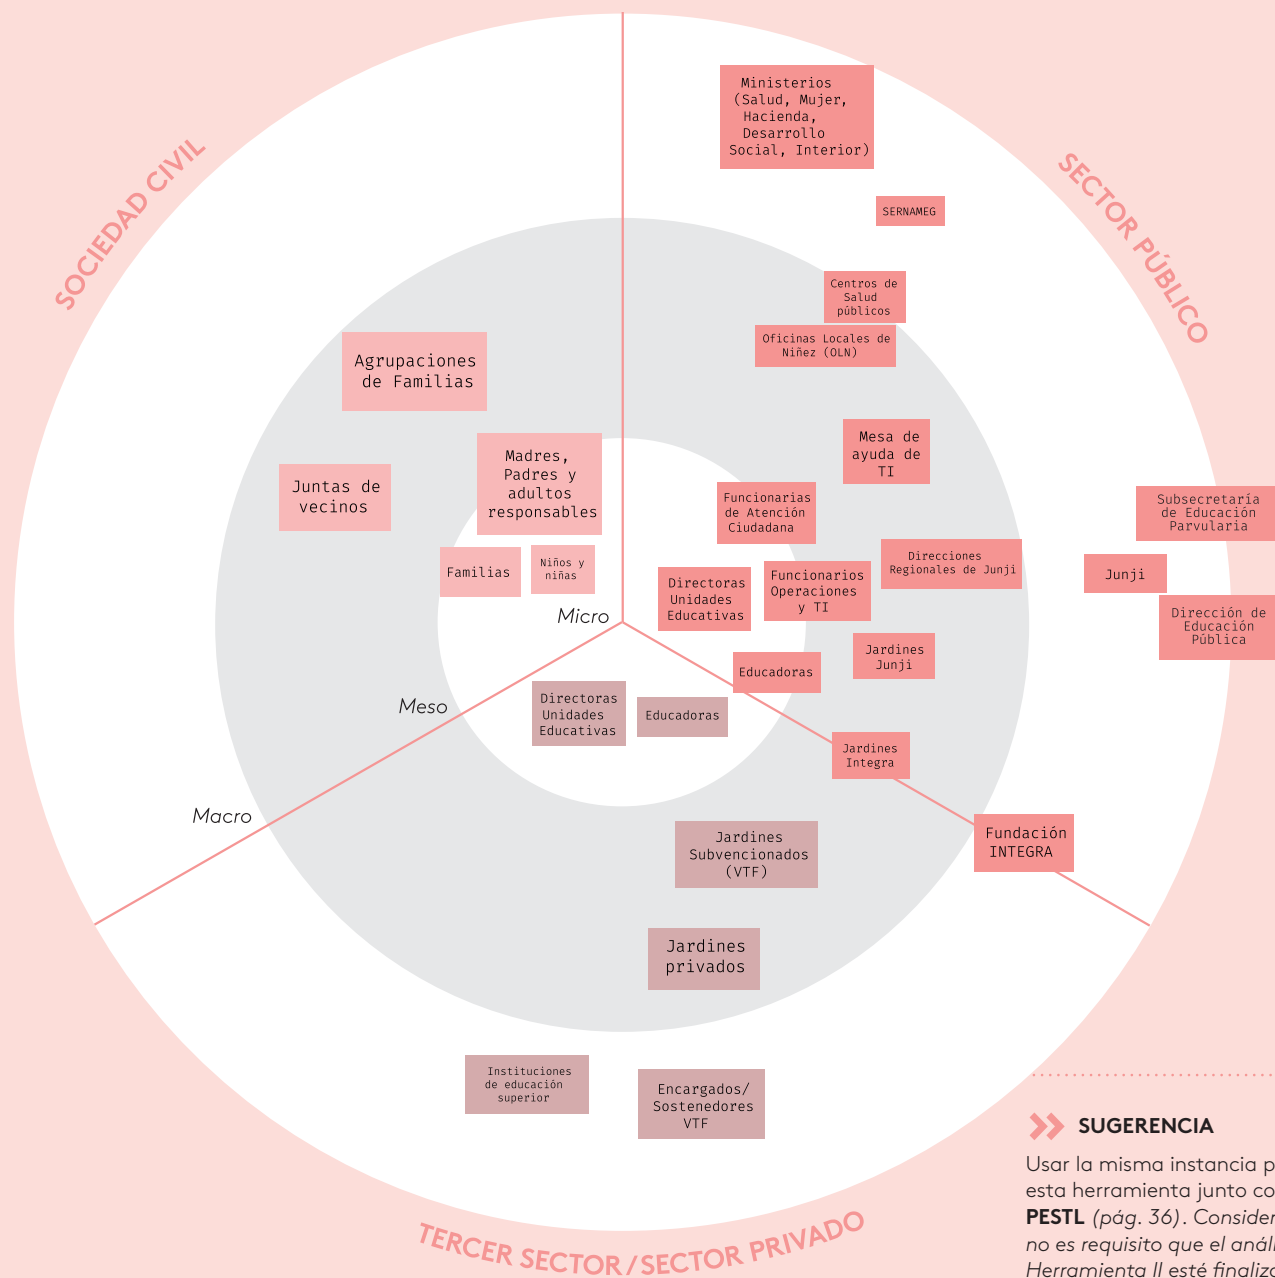 SOCIEDAD CIVIL
SECTOR PÚBLICO
Ministerios
(Salud, Mujer,
Hacienda,
Desarrollo
Social, Interior)
SERNAMEG
Centros de
Salud
públicos
Oficinas Locales de
Niñez (OLN)
Agrupaciones
de Familias
Mesa de
ayuda de
TI
Madres,
Padres y
adultos
responsables
Juntas de
vecinos
Funcionarias
de Atención
Ciudadana
Subsecretaría
de Educación
Parvularia
Direcciones
Regionales de Junji
Junji
Familias
Niños y
niñas
Directoras
Unidades
Educativas
Funcionarios
Operaciones
y TI
Dirección de
Educación
Pública
Micro
Jardines
Junji
Educadoras
Meso
Directoras
Unidades
Educativas
Educadoras
Jardines
Integra
Macro
Fundación
INTEGRA
Jardines
Subvencionados
(VTF)
Jardines
privados
Instituciones
de educación
superior
Encargados/
Sostenedores
VTF
TERCER SECTOR/SECTOR PRIVADO
SUGERENCIA
Usar la misma instancia p
esta herramienta junto co
PESTL (pág. 36). Consider
no es requisito que el anál
Herramienta II esté finaliz